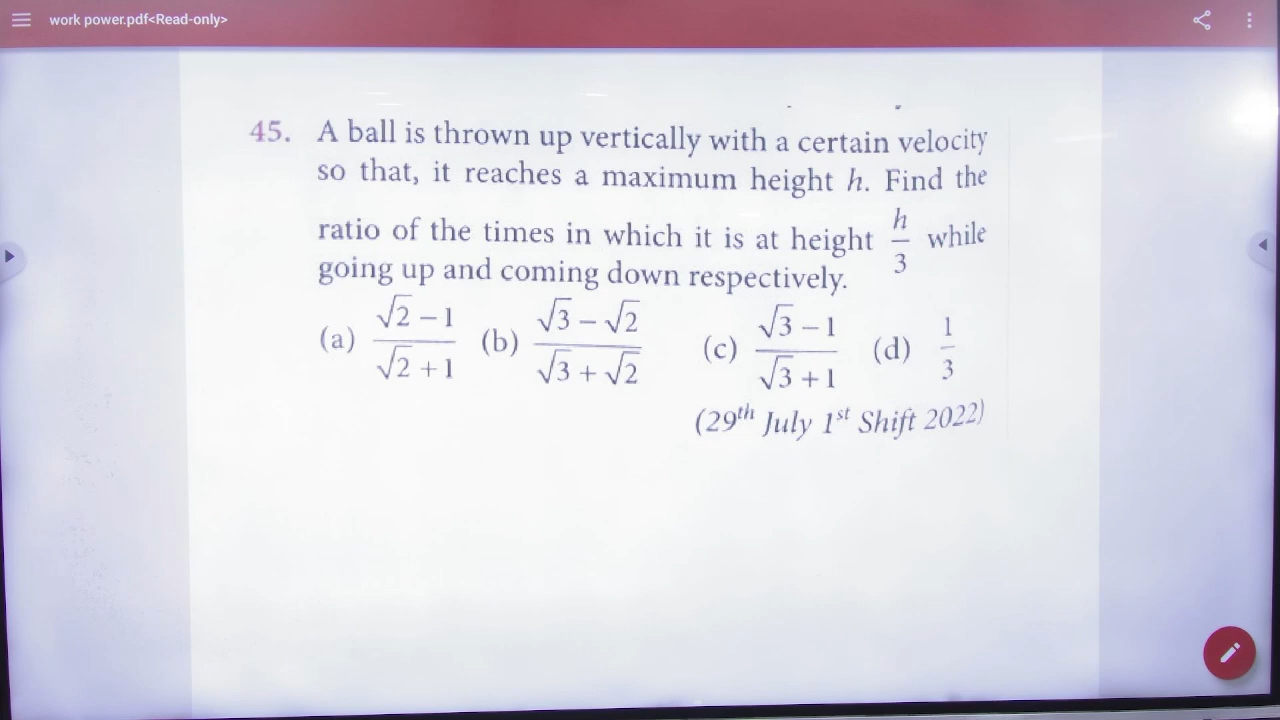 work power.pdf<Read-only>
45. A ball is thrown up vertically with a certain velocity
so that, it reaches a maximum height h. Find the
ratio of the times in which it is at height h/3 while
going up and coming down respectively.
(a) (√2 – 1)/(√2 + 1) (b) (√3 – √2)/(√3 + √2) (c) (√3 – 1)/(√3 + 1) (d) 1/3
(29th July 1st Shift 2022)